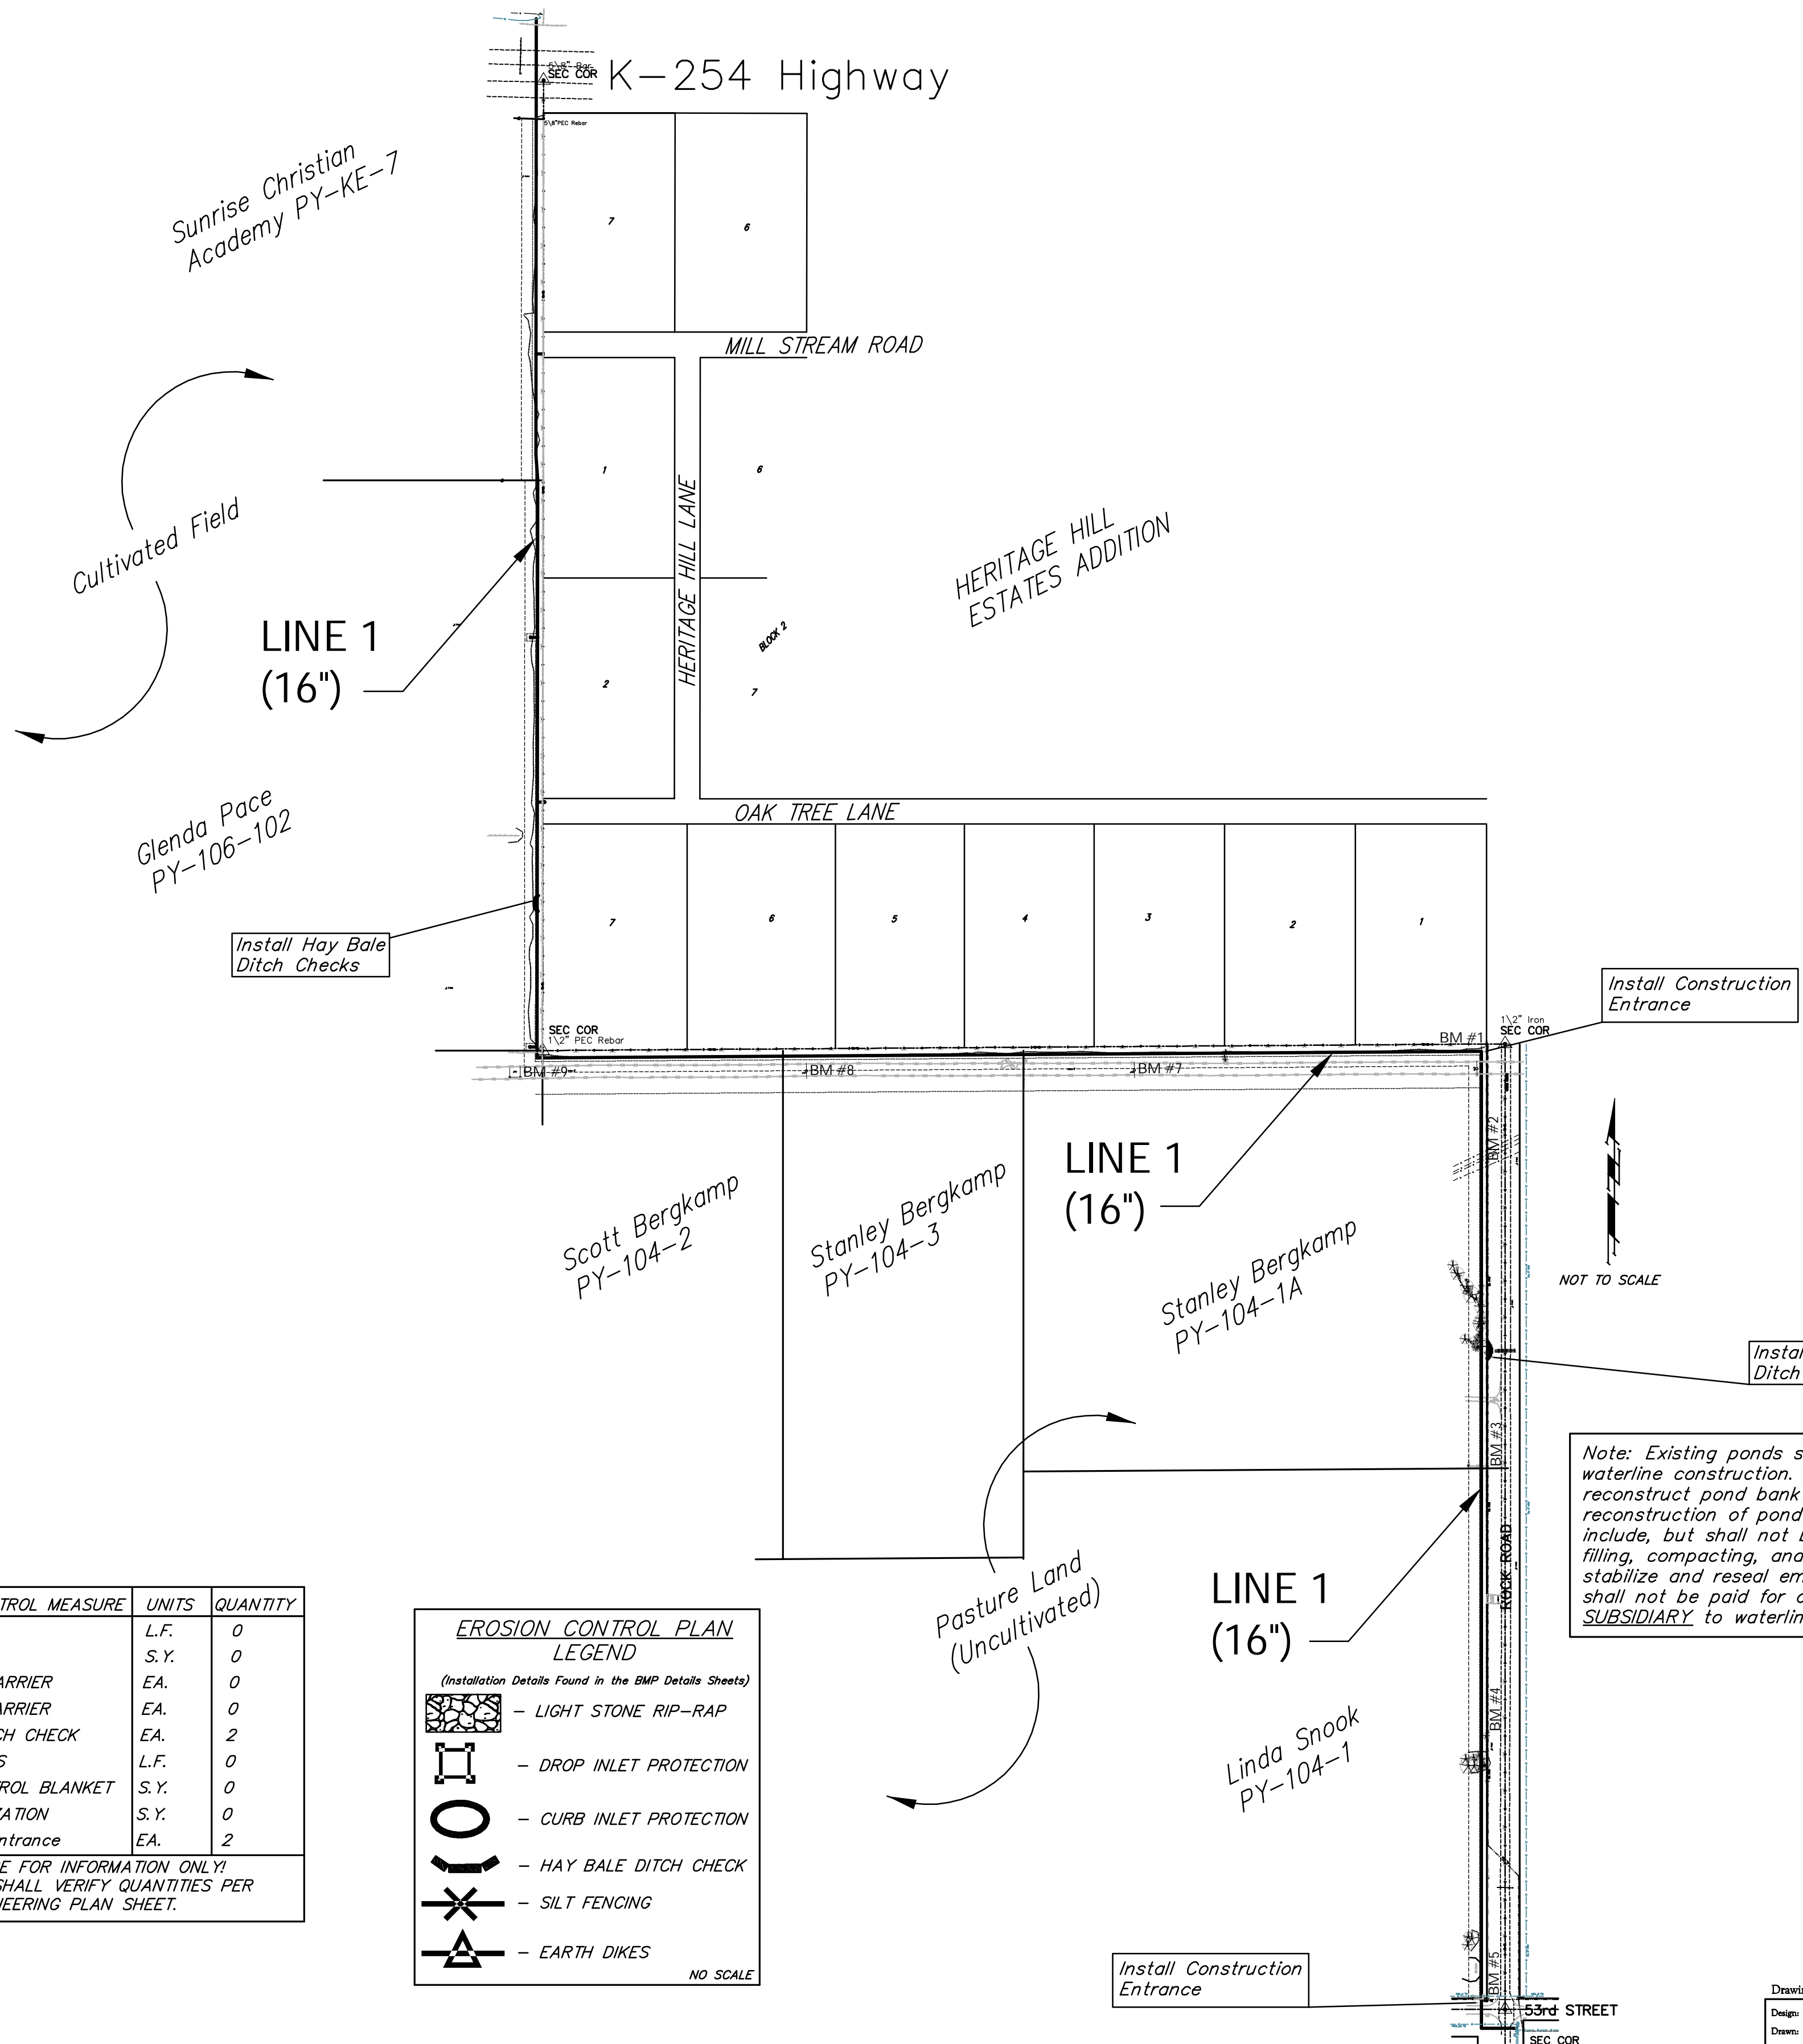 5\8" Bar
SEC COR
K-254 Highway
5\8"PEC Rebar
Sunrise Christian
Academy PY-KE-7
7
6
MILL STREAM ROAD
1
6
HERITAGE HILL LANE
Cultivated Field
HERITAGE HILL
ESTATES ADDITION
LINE 1
(16")
BLOCK 2
2
7
Glenda Pace
PY-106-102
OAK TREE LANE
7
6
5
4
3
2
1
Install Hay Bale
Ditch Checks
Install Construction
Entrance
SEC COR
1\2" PEC Rebar
1\2" Iron
SEC COR
BM #1
BM #9
BM #8
BM #7
BM #2
LINE 1
(16")
Scott Bergkamp
PY-104-2
Stanley Bergkamp
PY-104-3
Stanley Bergkamp
PY-104-1A
NOT TO SCALE
Ditch
BM #3
Note: Existing ponds
waterline construction.
reconstruct pond bank
reconstruction of pond
include, but shall not
filling, compacting, and
stabilize and reseal
shall not be paid for
SUBSIDIARY to
ROCK ROAD
Pasture Land
(Uncultivated)
LINE 1
(16")
BM #4
Linda Snook
PY-104-1
MEASURE UNITS QUANTITY
L.F. 0
S.Y. 0
EA. 0
EA. 0
CHECK EA. 2
L.F. 0
BLANKET S.Y. 0
S.Y. 0
EA. 2
FOR INFORMATION ONLY!
SHALL VERIFY QUANTITIES PER
PLAN SHEET.
EROSION CONTROL PLAN
LEGEND
(Installation Details Found in the BMP Details Sheets)
- LIGHT STONE RIP-RAP
- DROP INLET PROTECTION
- CURB INLET PROTECTION
- HAY BALE DITCH CHECK
- SILT FENCING
- EARTH DIKES
NO SCALE
Install Construction
Entrance
BM #5
53rd STREET
SEC COR
Design:
Drawn: